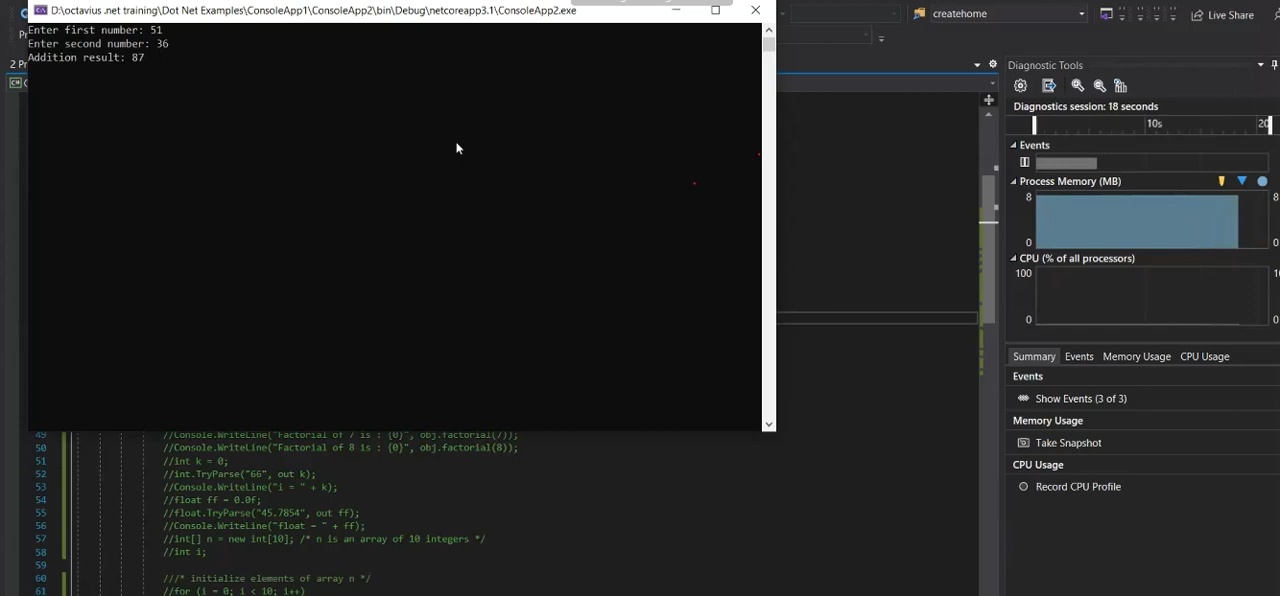 D:\octavius .net training\Dot Net Examples\ConsoleApp1\ConsoleApp2\bin\Debug\netcoreapp3.1\ConsoleApp2.exe
Enter first number: 51
Enter second number: 36
Addition result: 87
createhome
Live Share
Diagnostic Tools
Diagnostics session: 18 seconds
10s
20
Events
Process Memory (MB)
8
8
0
0
CPU (% of all processors)
100
0
0
Summary
Events
Memory Usage
CPU Usage
Events
Show Events (3 of 3)
Memory Usage
Take Snapshot
CPU Usage
Record CPU Profile
49 //Console.WriteLine("Factorial of 7 is : {0}", obj.factorial(7));
50 //Console.WriteLine("Factorial of 8 is : {0}", obj.factorial(8));
51 //int k = 0;
52 //int.TryParse("66", out k);
53 //Console.WriteLine("i = " + k);
54 //float ff = 0.0f;
55 //float.TryParse("45.7854", out ff);
56 //Console.WriteLine("float - " + ff);
57 //int[] n = new int[10]; /* n is an array of 10 integers */
58 //int i;
59
60 ///* initialize elements of array n */
61 //for (i = 0; i < 10; i++)